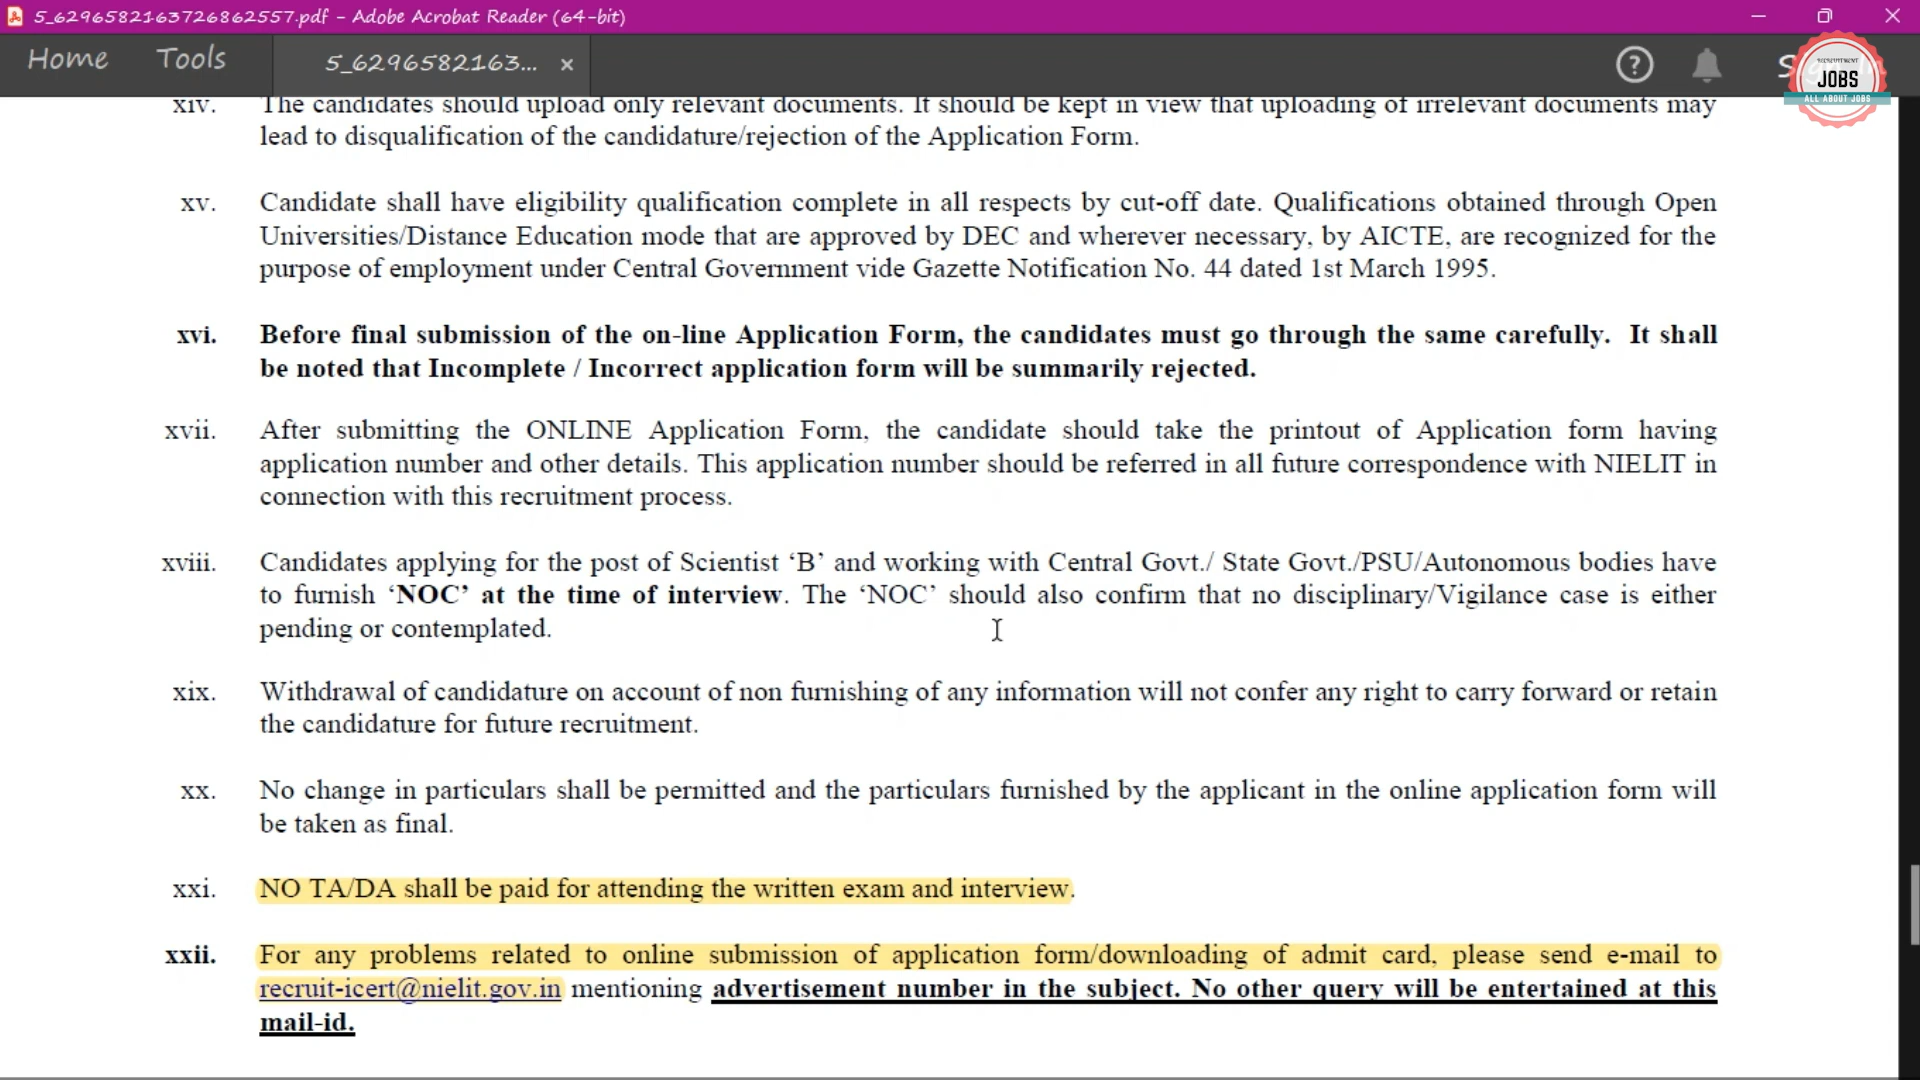 5_6296582163726862557.pdf - Adobe Acrobat Reader (64-bit)
Home Tools 5_6296582163... ×
RECRUITMENT
JOBS
ALL ABOUT JOBS
xiv. The candidates should upload only relevant documents. It should be kept in view that uploading of irrelevant documents may
lead to disqualification of the candidature/rejection of the Application Form.
xv. Candidate shall have eligibility qualification complete in all respects by cut-off date. Qualifications obtained through Open
Universities/Distance Education mode that are approved by DEC and wherever necessary, by AICTE, are recognized for the
purpose of employment under Central Government vide Gazette Notification No. 44 dated 1st March 1995.
xvi. Before final submission of the on-line Application Form, the candidates must go through the same carefully. It shall
be noted that Incomplete / Incorrect application form will be summarily rejected.
xvii. After submitting the ONLINE Application Form, the candidate should take the printout of Application form having
application number and other details. This application number should be referred in all future correspondence with NIELIT in
connection with this recruitment process.
xviii. Candidates applying for the post of Scientist ‘B’ and working with Central Govt./ State Govt./PSU/Autonomous bodies have
to furnish ‘NOC’ at the time of interview. The ‘NOC’ should also confirm that no disciplinary/Vigilance case is either
pending or contemplated.
xix. Withdrawal of candidature on account of non furnishing of any information will not confer any right to carry forward or retain
the candidature for future recruitment.
xx. No change in particulars shall be permitted and the particulars furnished by the applicant in the online application form will
be taken as final.
xxi. NO TA/DA shall be paid for attending the written exam and interview.
xxii. For any problems related to online submission of application form/downloading of admit card, please send e-mail to
recruit-icert@nielit.gov.in mentioning advertisement number in the subject. No other query will be entertained at this
mail-id.